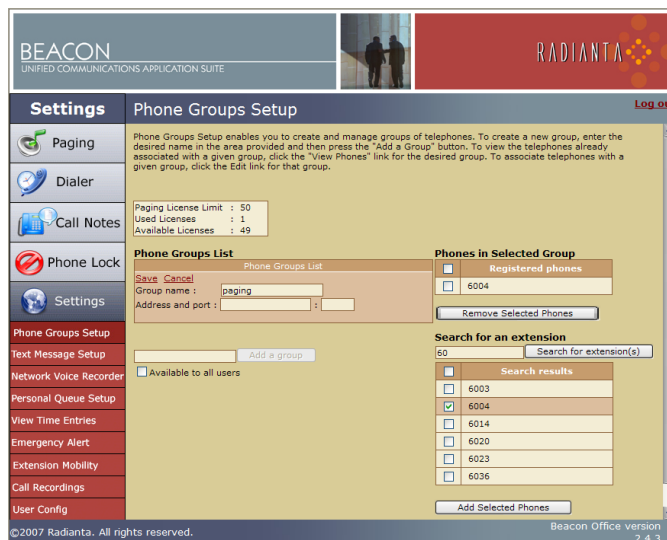 BEACON
UNIFIED COMMUNICATIONS APPLICATION SUITE
RADIANTA
Settings
Phone Groups Setup
Paging
Dialer
Call Notes
Phone Lock
Settings
Phone Groups Setup
Text Message Setup
Network Voice Recorder
Personal Queue Setup
View Time Entries
Emergency Alert
Extension Mobility
Call Recordings
User Config
Phone Groups Setup enables you to create and manage groups of telephones. To create a new group, enter the
desired name in the area provided and then press the "Add a Group" button. To view the telephones already
associated with a given group, click the "View Phones" link for the desired group. To associate telephones with a
given group, click the Edit link for that group.
Paging License Limit : 50
Used Licenses : 1
Available Licenses : 49
Phone Groups List
Phone Groups List
Save Cancel
Group name : paging
Address and port : :
Add a group
Available to all users
Phones in Selected Group
Registered phones
6004
Remove Selected Phones
Search for an extension
60 Search for extension(s)
Search results
6003
6004
6014
6020
6023
6036
Add Selected Phones
©2007 Radianta. All rights reserved.
Beacon Office version
2.4.3